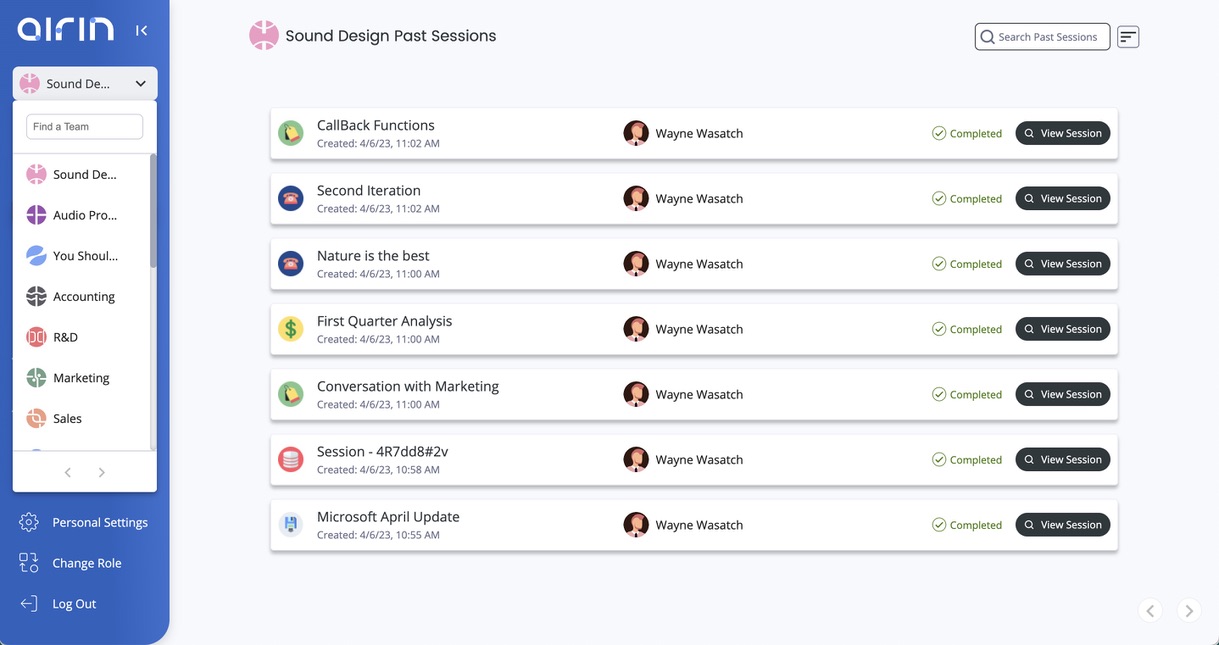 airin
Sound De...
Find a Team
Sound De...
Audio Pro...
You Shoul...
Accounting
R&D
Marketing
Sales
Personal Settings
Change Role
Log Out
Sound Design Past Sessions
Search Past Sessions
CallBack Functions
Created: 4/6/23, 11:02 AM
Wayne Wasatch
Completed
View Session
Second Iteration
Created: 4/6/23, 11:02 AM
Wayne Wasatch
Completed
View Session
Nature is the best
Created: 4/6/23, 11:00 AM
Wayne Wasatch
Completed
View Session
First Quarter Analysis
Created: 4/6/23, 11:00 AM
Wayne Wasatch
Completed
View Session
Conversation with Marketing
Created: 4/6/23, 11:00 AM
Wayne Wasatch
Completed
View Session
Session - 4R7dd8#2v
Created: 4/6/23, 10:58 AM
Wayne Wasatch
Completed
View Session
Microsoft April Update
Created: 4/6/23, 10:55 AM
Wayne Wasatch
Completed
View Session